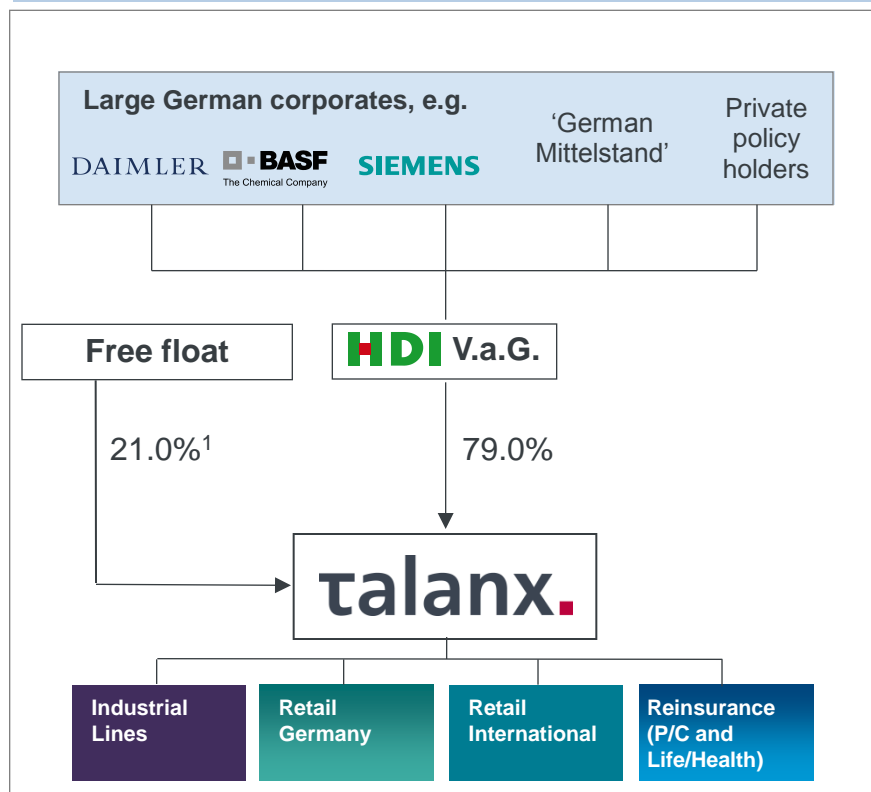 Large German corporates, e.g.
DAIMLER
BASF
The Chemical Company
SIEMENS
‘German
Mittelstand’
Private
policy
holders
Free float
HDI V.a.G.
21.0%¹
79.0%
τalanx.
Industrial
Lines
Retail
Germany
Retail
International
Reinsurance
(P/C and
Life/Health)